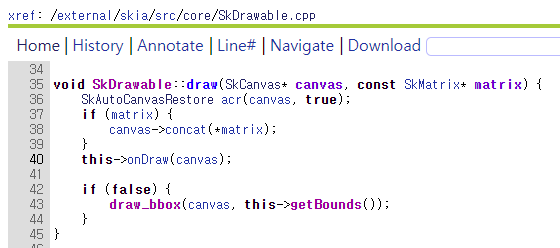 xref: /external/skia/src/core/SkDrawable.cpp
Home | History | Annotate | Line# | Navigate | Download
34
35 void SkDrawable::draw(SkCanvas* canvas, const SkMatrix* matrix) {
36     SkAutoCanvasRestore acr(canvas, true);
37     if (matrix) {
38         canvas->concat(*matrix);
39     }
40     this->onDraw(canvas);
41
42     if (false) {
43         draw_bbox(canvas, this->getBounds());
44     }
45 }